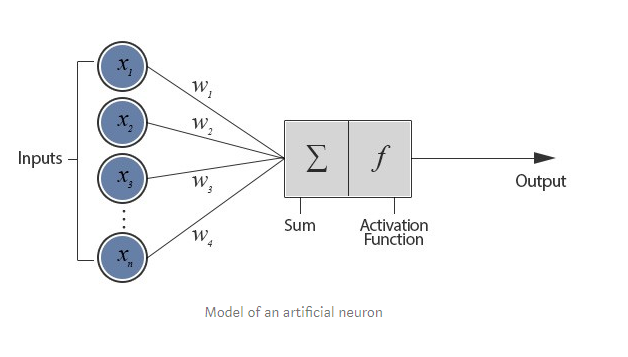 x₁
w₁
x₂
w₂
Inputs
Σ f
x₃
w₃
Output
Sum
Activation
Function
w₄
xₙ
Model of an artificial neuron